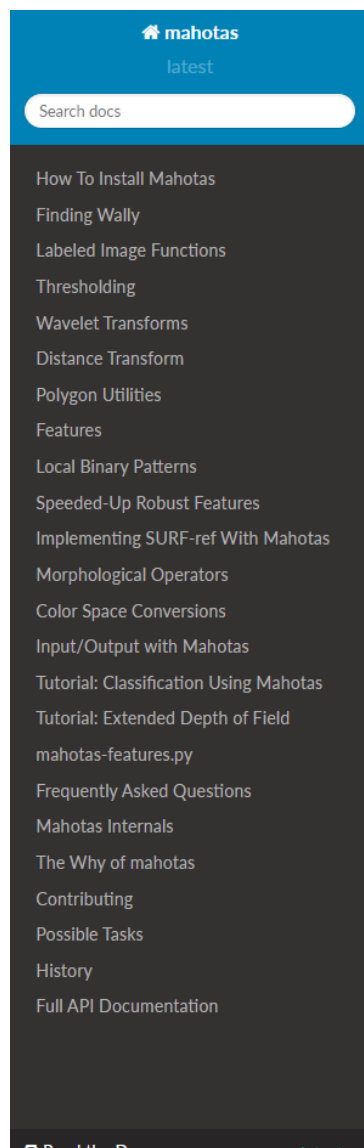 mahotas
latest
Search docs
How To Install Mahotas
Finding Wally
Labeled Image Functions
Thresholding
Wavelet Transforms
Distance Transform
Polygon Utilities
Features
Local Binary Patterns
Speeded-Up Robust Features
Implementing SURF-ref With Mahotas
Morphological Operators
Color Space Conversions
Input/Output with Mahotas
Tutorial: Classification Using Mahotas
Tutorial: Extended Depth of Field
mahotas-features.py
Frequently Asked Questions
Mahotas Internals
The Why of mahotas
Contributing
Possible Tasks
History
Full API Documentation